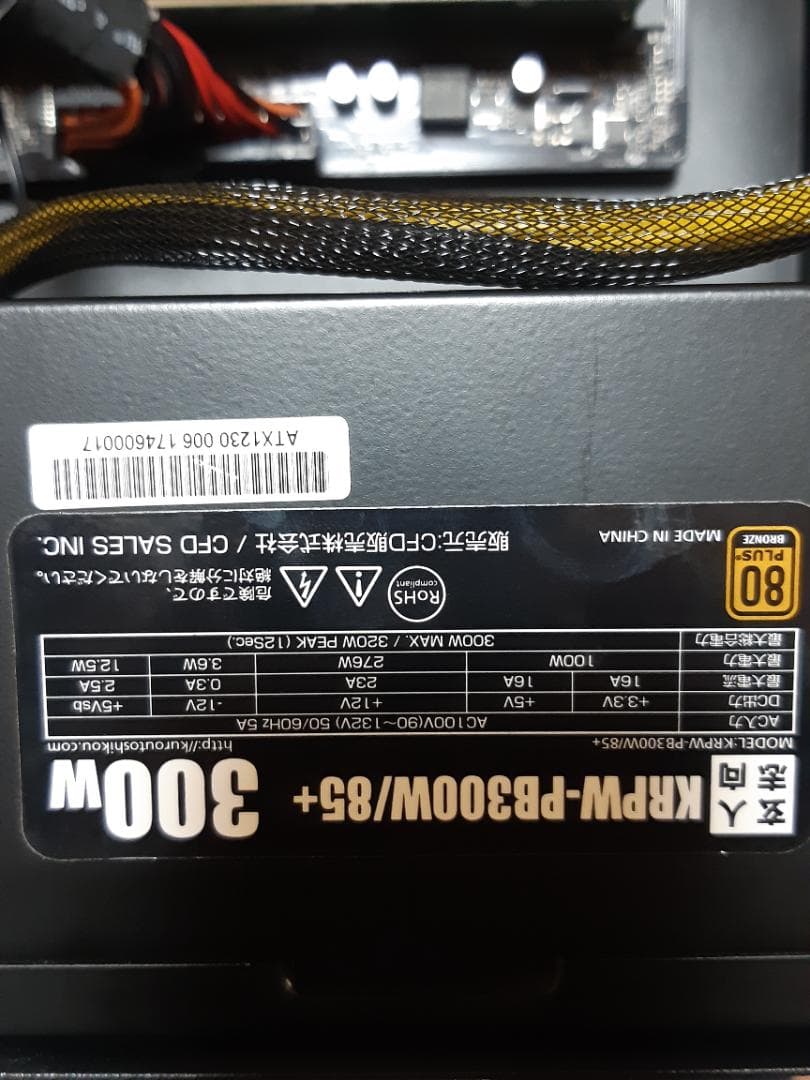 玄人
志向
KRPW-PB300W/85+
300W
MODEL:KRPW-PB300W/85+
http://kuroutoshikou.com
AC入力 AC100V(90~132V) 50/60Hz 5A
DC出力 +3.3V +5V +12V -12V +5Vsb
最大電流 16A 16A 23A 0.3A 2.5A
最大電力 100W 276W 3.6W 12.5W
最大総合電力 300W MAX. / 320W PEAK (12Sec.)
80
PLUS®
BRONZE
RoHS
compliant
危険ですので、
絶対に分解をしないでください。
MADE IN CHINA
販売元:CFD販売株式会社 / CFD SALES INC.
ATX1230 006 174600017